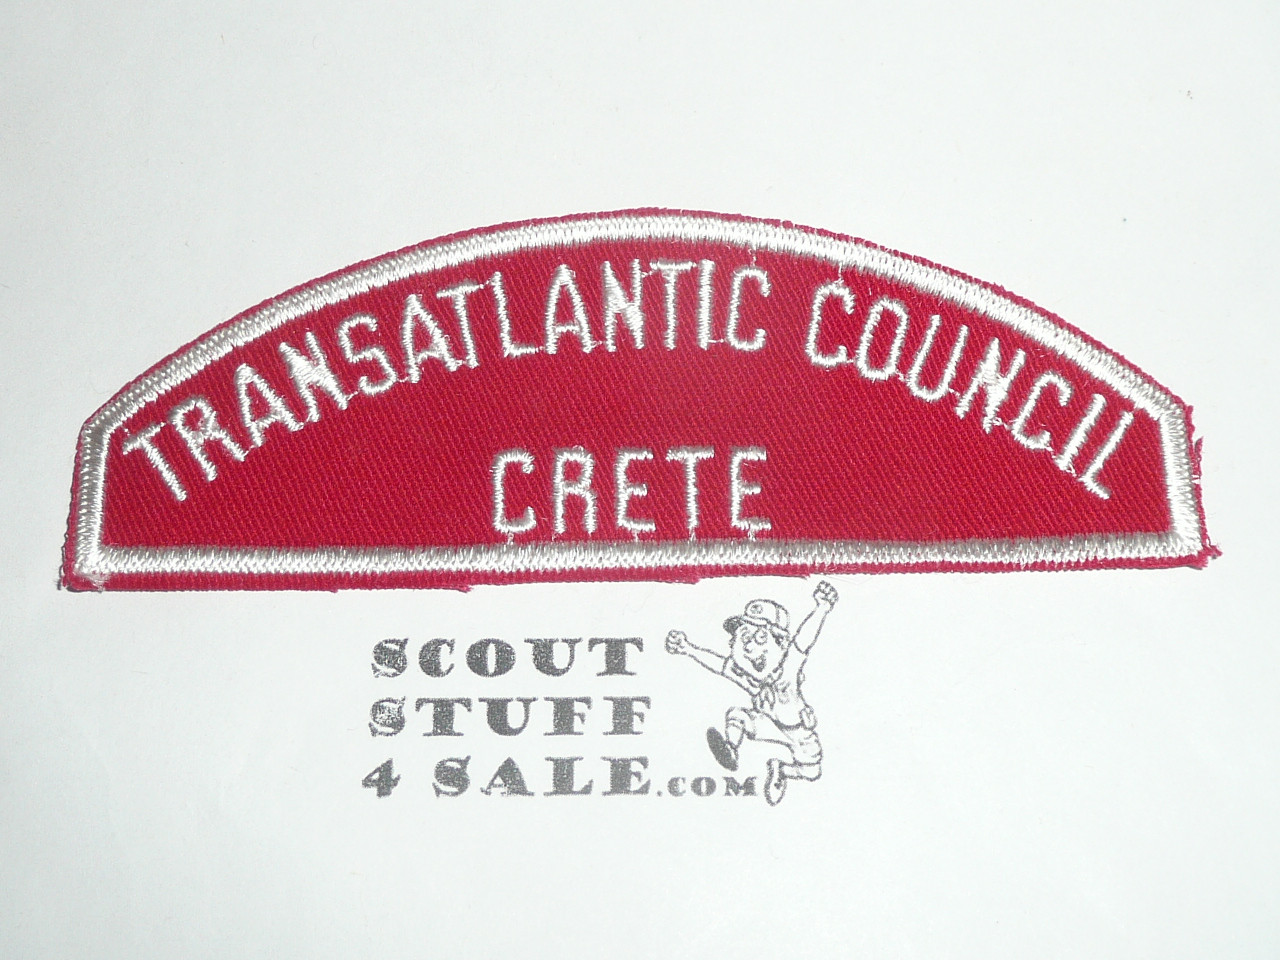 TRANSATLANTIC COUNCIL
CRETE
SCOUT
STUFF
4 SALE.COM